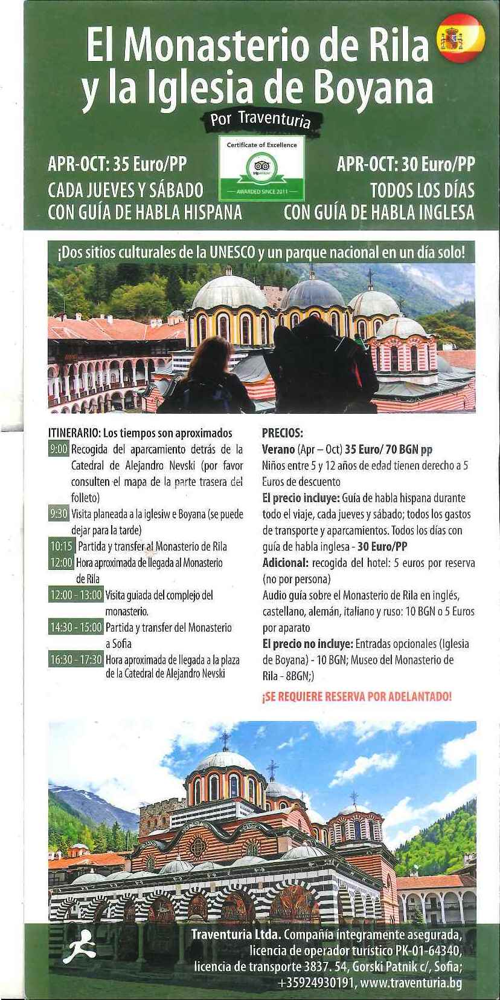 El Monasterio de Rila
y la Iglesia de Boyana
Por Traventuria
Certificate of Excellence
tripadvisor
AWARDED SINCE 2011
APR-OCT: 35 Euro/PP
CADA JUEVES Y SÁBADO
CON GUÍA DE HABLA HISPANA
APR-OCT: 30 Euro/PP
TODOS LOS DÍAS
CON GUÍA DE HABLA INGLESA
¡Dos sitios culturales de la UNESCO y un parque nacional en un día solo!
ITINERARIO: Los tiempos son aproximados
9:00 Recogida del aparcamiento detrás de la
Catedral de Alejandro Nevski (por favor
consulten el mapa de la parte trasera del
folleto)
9:30 Visita planeada a la iglesiw e Boyana (se puede
dejar para la tarde)
10:15 Partida y transfer al Monasterio de Rila
12:00 Hora aproximada de llegada al Monasterio
de Rila
12:00 - 13:00 Visita guiada del complejo del
monasterio.
14:30 - 15:00 Partida y transfer del Monasterio
a Sofia
16:30 - 17:30 Hora aproximada de llegada a la plaza
de la Catedral de Alejandro Nevski
PRECIOS:
Verano (Apr – Oct) 35 Euro/ 70 BGN pp
Niños entre 5 y 12 años de edad tienen derecho a 5
Euros de descuento
El precio incluye: Guía de habla hispana durante
todo el viaje, cada jueves y sábado; todos los gastos
de transporte y aparcamientos. Todos los días con
guía de habla inglesa - 30 Euro/PP
Adicional: recogida del hotel: 5 euros por reserva
(no por persona)
Audio guía sobre el Monasterio de Rila en inglés,
castellano, alemán, italiano y ruso: 10 BGN o 5 Euros
por aparato
El precio no incluye: Entradas opcionales (Iglesia
de Boyana) - 10 BGN; Museo del Monasterio de
Rila - 8BGN;)
¡SE REQUIERE RESERVA POR ADELANTADO!
Traventuria Ltda. Compañía íntegramente asegurada,
licencia de operador turístico PK-01-64340,
licencia de transporte 3837. 54, Gorski Patnik c/, Sofia;
+35924930191, www.traventuria.bg